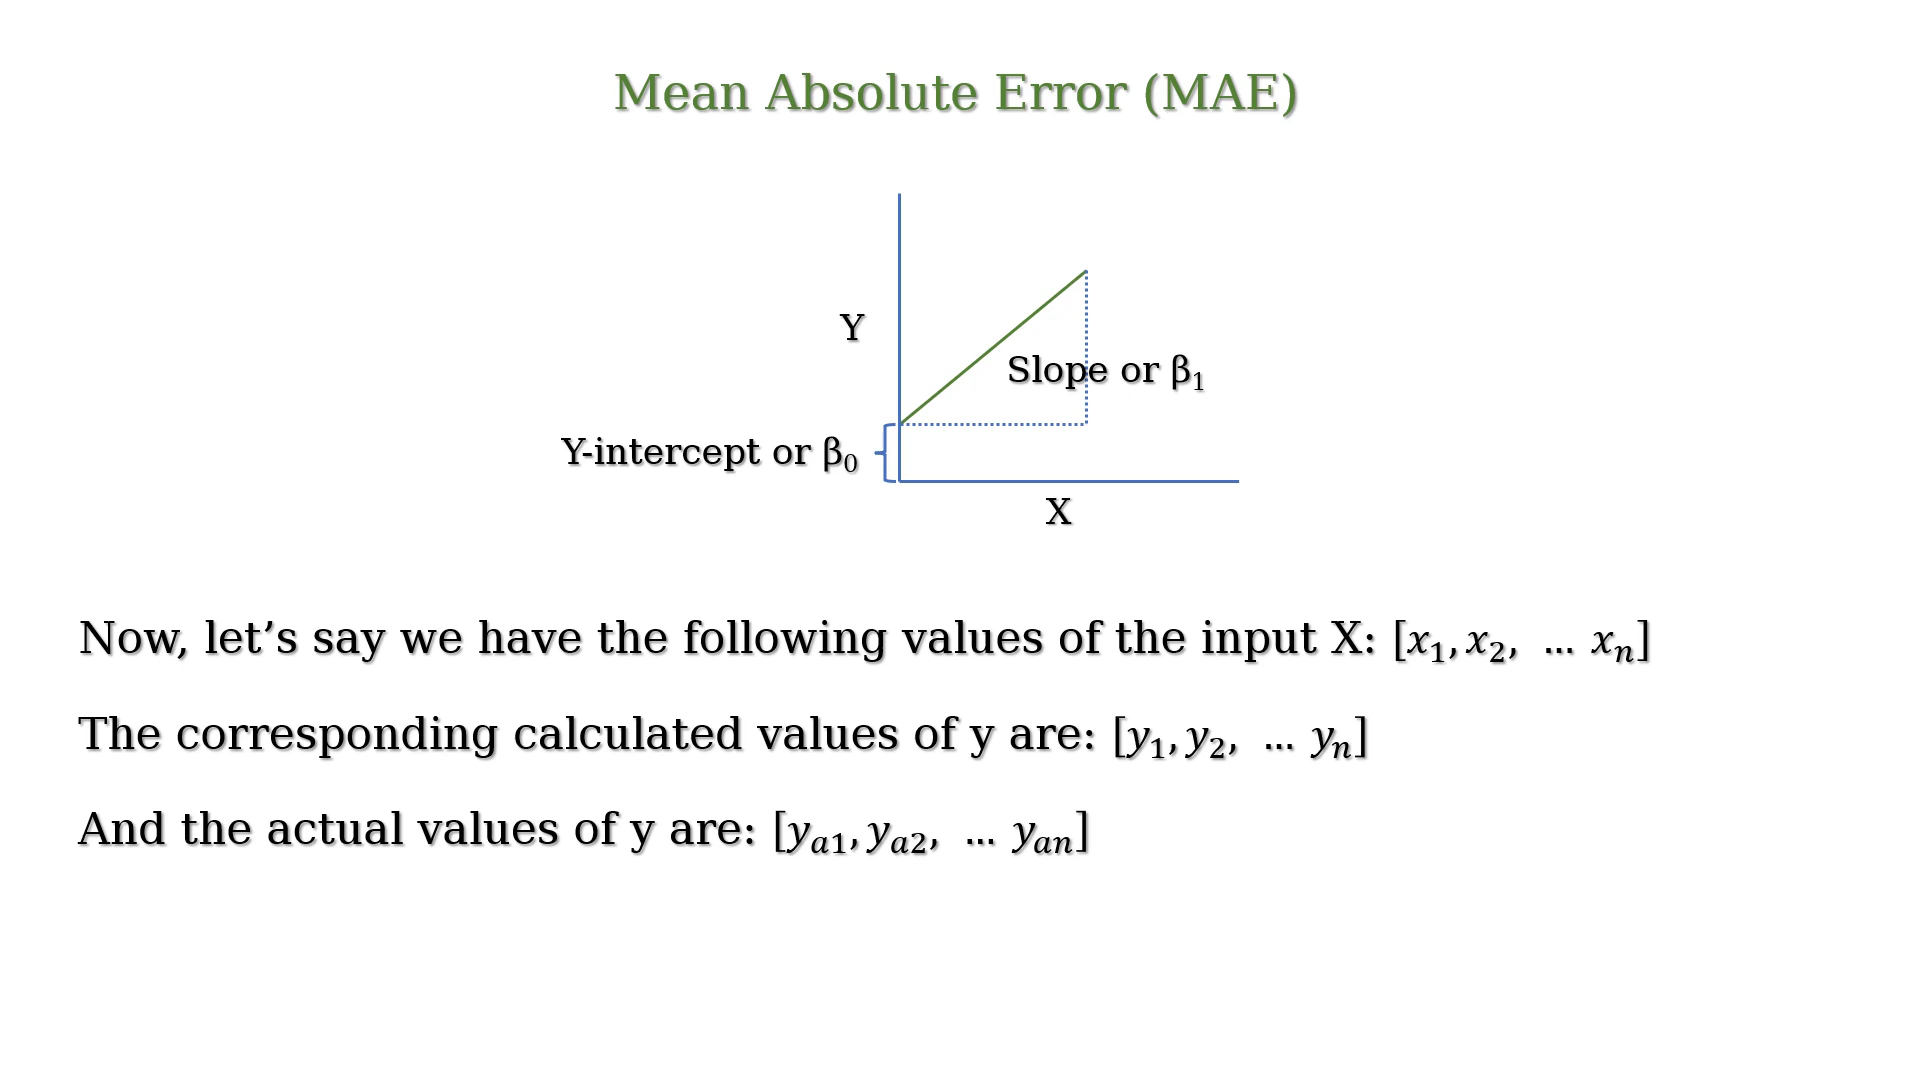 Mean Absolute Error (MAE)
Y
Slope or β₁
Y-intercept or β₀
X
Now, let’s say we have the following values of the input X: [x₁, x₂, … xₙ]
The corresponding calculated values of y are: [y₁, y₂, … yₙ]
And the actual values of y are: [yₐ₁, yₐ₂, … yₐₙ]